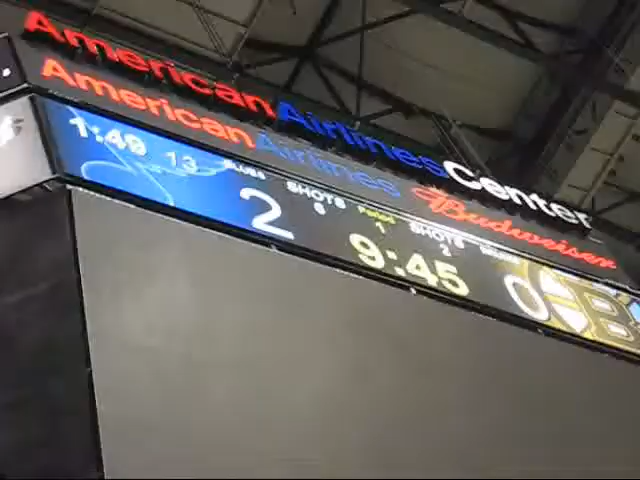 American Airlines Center
American Airlines Budweiser
1:49 13 BLUES 2 SHOTS 6 Period 1 9:45 SHOTS 2 0 B